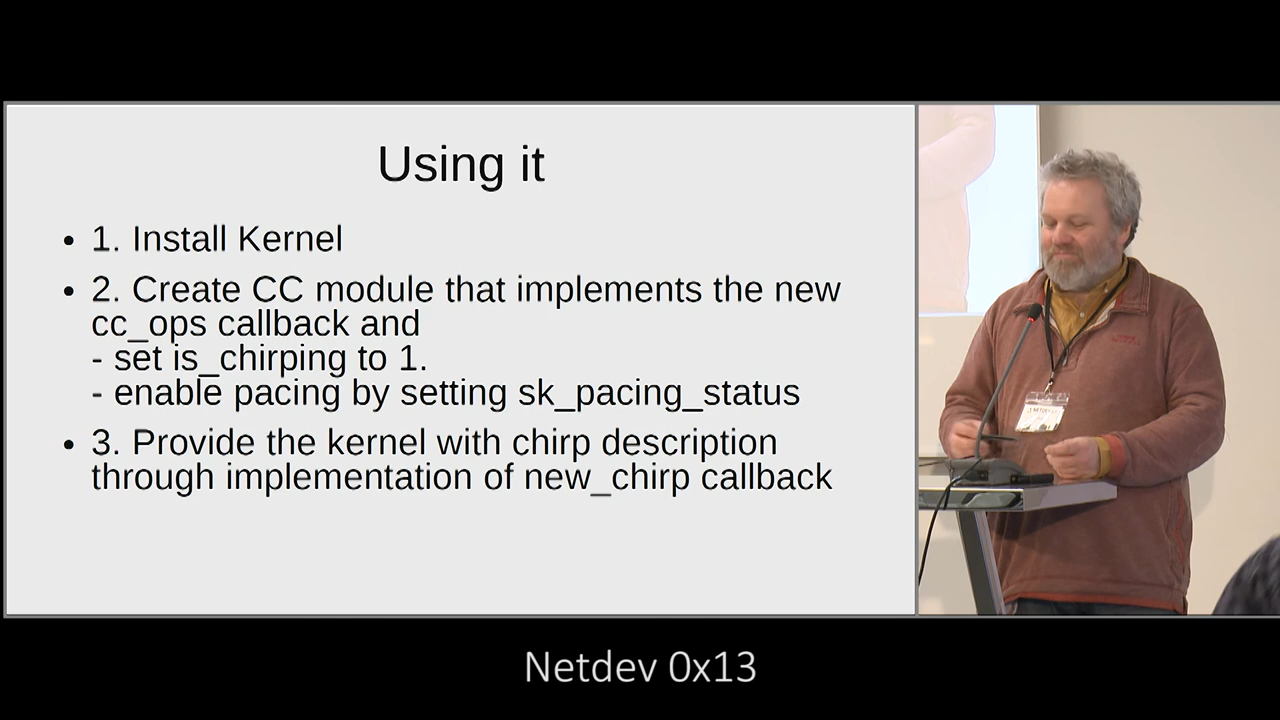 Using it
• 1. Install Kernel
• 2. Create CC module that implements the new
cc_ops callback and
- set is_chirping to 1.
- enable pacing by setting sk_pacing_status
• 3. Provide the kernel with chirp description
through implementation of new_chirp callback
Netdev 0x13